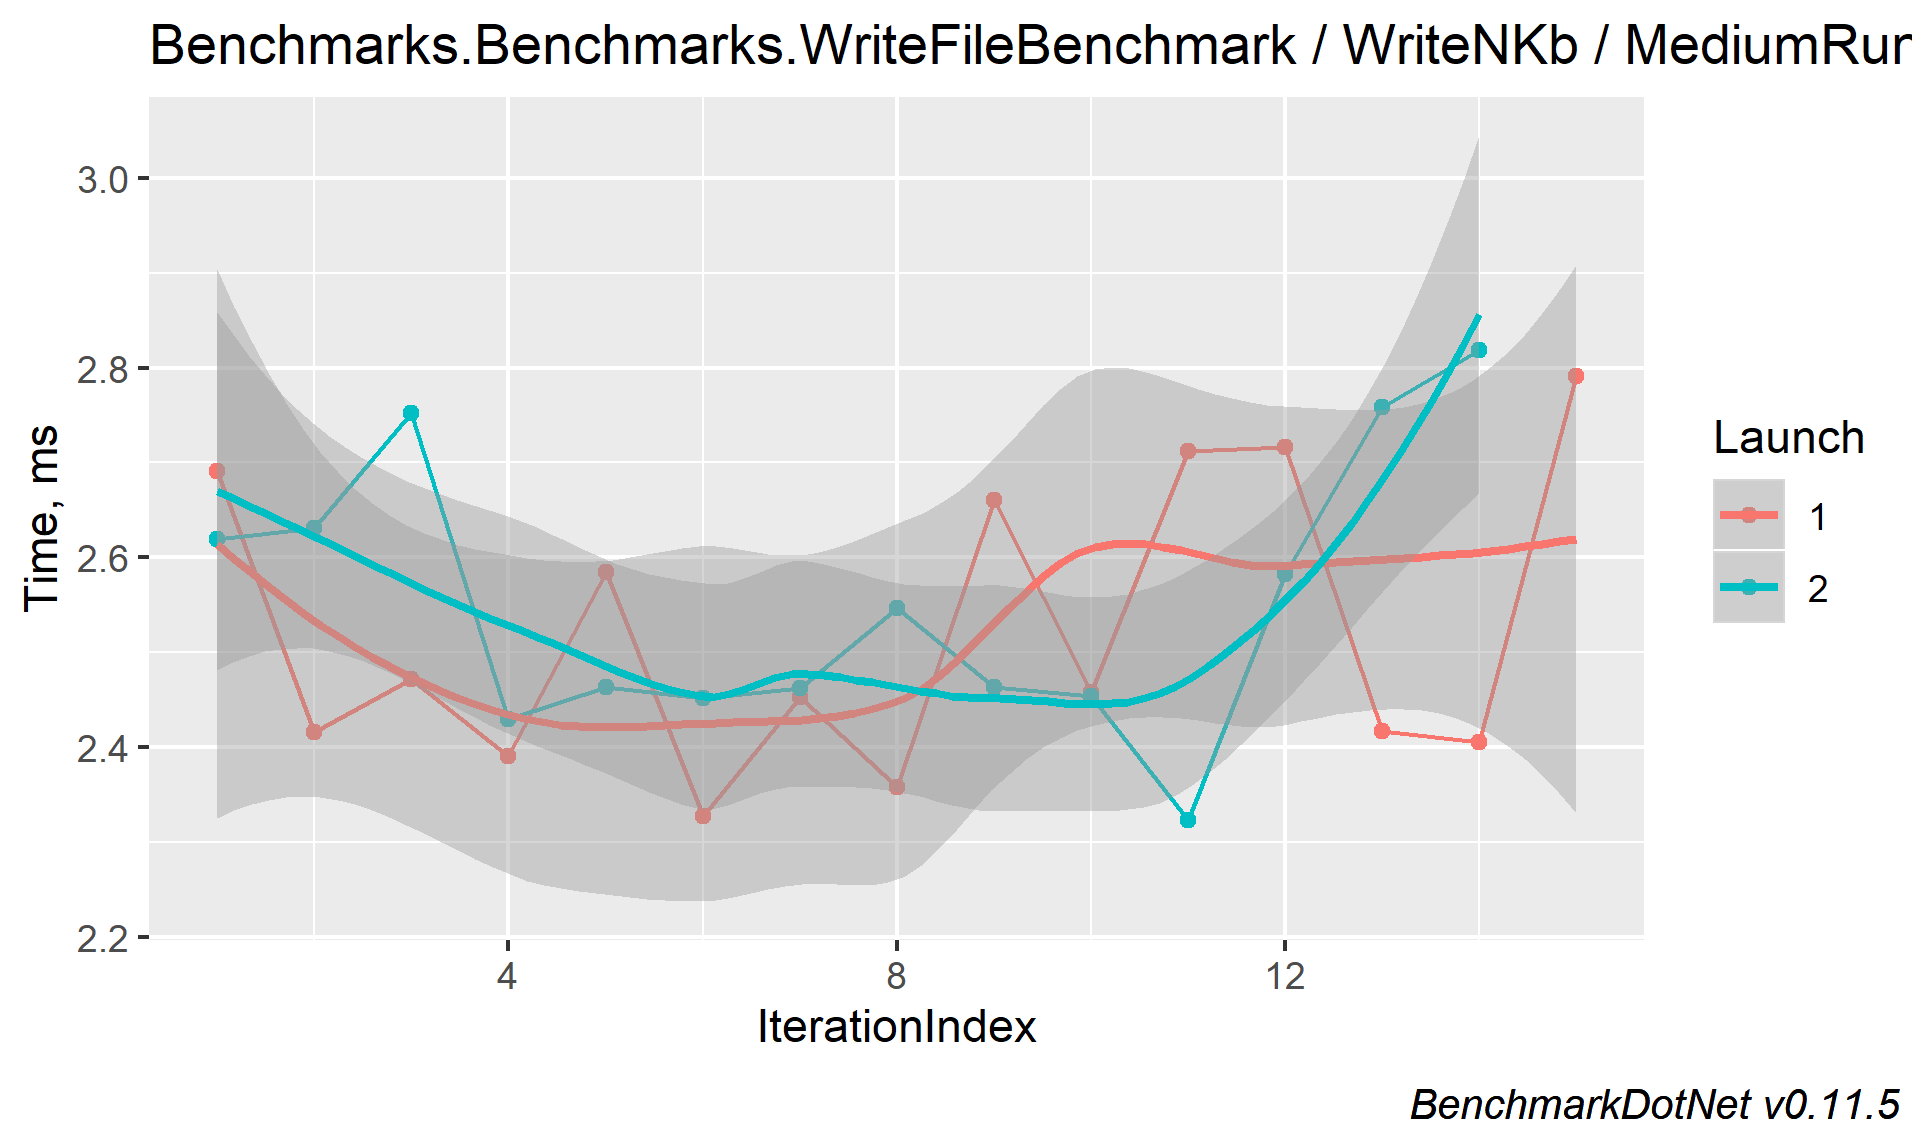 Benchmarks.Benchmarks.WriteFileBenchmark / WriteNKb / MediumRun
Time, ms
3.0
2.8
2.6
2.4
2.2
4
8
12
IterationIndex
Launch
1
2
BenchmarkDotNet v0.11.5